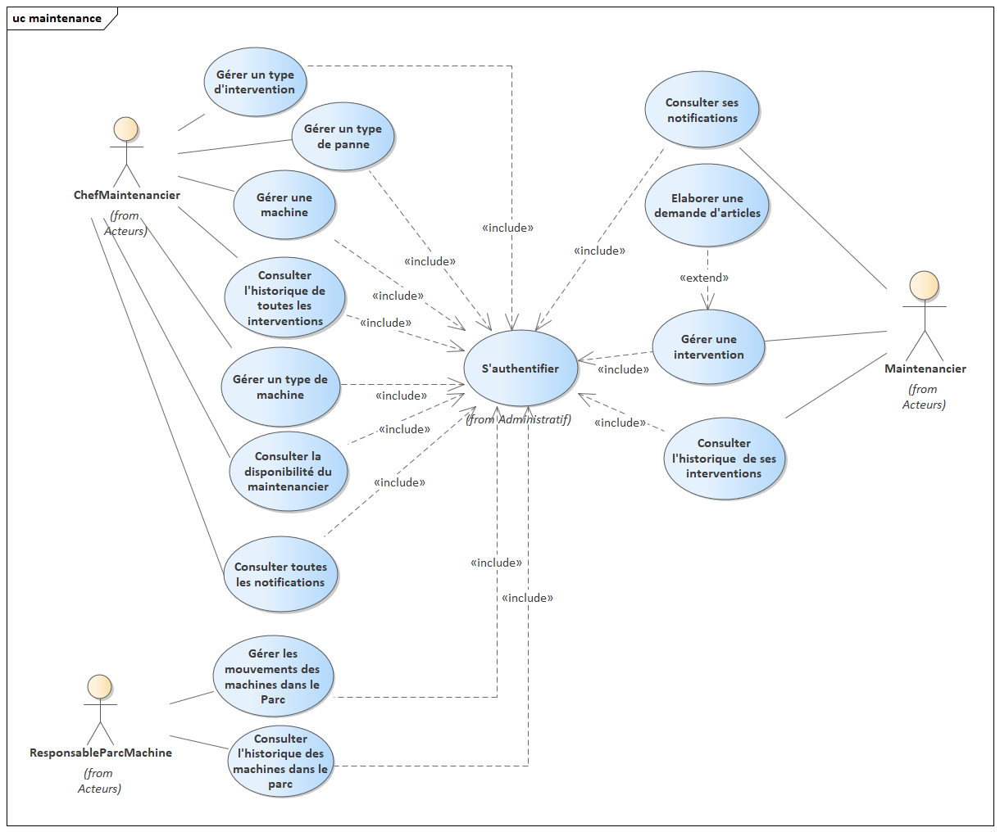 uc maintenance
Gérer un type
d'intervention
Gérer un type
de panne
Gérer une
machine
Consulter
l'historique de
toutes les
interventions
Gérer un type de
machine
Consulter la
disponibilité du
maintenancier
Consulter toutes
les notifications
ChefMaintenancier
(from
Acteurs)
Gérer les
mouvements des
machines dans le
Parc
Consulter
l'historique des
machines dans le
parc
ResponsableParcMachine
(from
Acteurs)
«include»
«include»
«include»
«include»
«include»
«include»
«include»
«include»
«include»
S'authentifier
(from Administratif)
«include»
«extend»
«include»
«include»
Consulter ses
notifications
Elaborer une
demande d'articles
Gérer une
intervention
Consulter
l'historique  de ses
interventions
Maintenancier
(from
Acteurs)